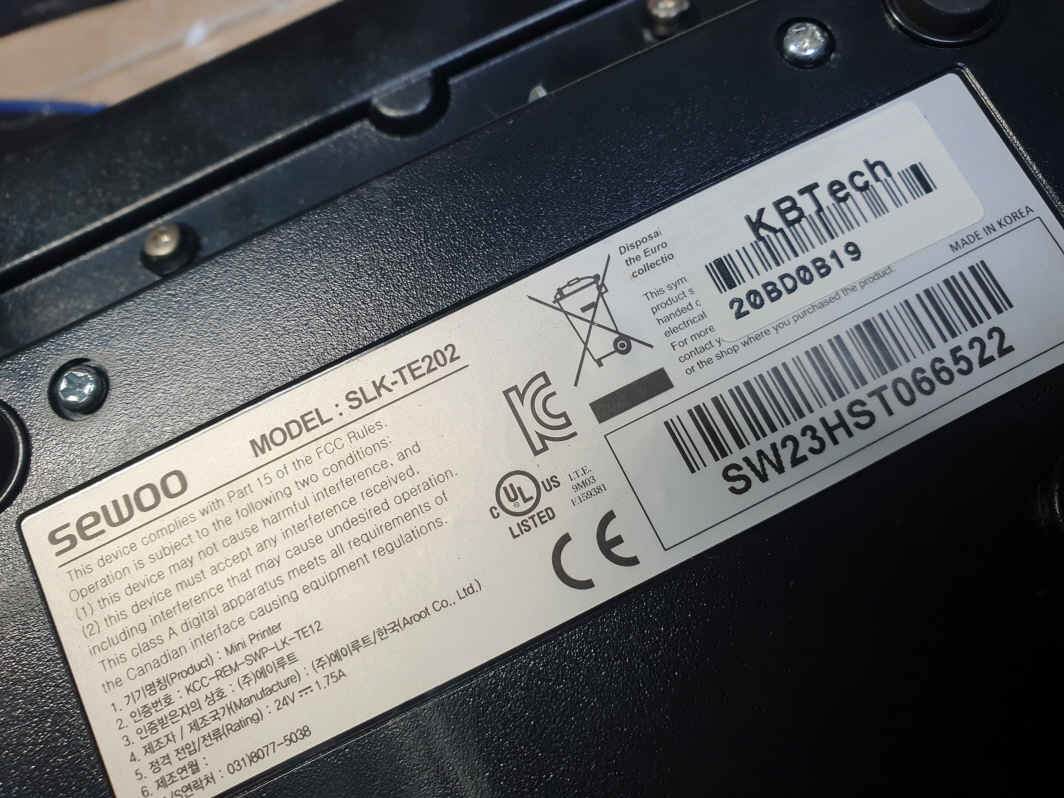 sewoo
MODEL : SLK-TE202
This device complies with Part 15 of the FCC Rules.
Operation is subject to the following two conditions:
(1) this device may not cause harmful interference, and
(2) this device must accept any interference received,
including interference that may cause undesired operation.
This class A digital apparatus meets all requirements of
the Canadian interface causing equipment regulations.
1. 기기명칭(Product) : Mini Printer
2. 인증번호 : KCC-REM-SWP-LK-TE12
3. 인증받은자의 상호 : (주)에이루트
4. 제조자 / 제조국가(Manufacture) : (주)에이루트/한국(Aroot Co., Ltd.)
5. 정격 전압/전류(Rating) : 24V 1.75A
6. 제조연월 :
/S연락처 : 031)8077-5038
C UL US
LISTED
I.T.E.
9M03
E159381
CE
Disposal
the Euro
collectio
This sym
product s
handed
electrical
For more
contact y
or the shop where you purchased the product.
KBTech
20BD0B19
MADE IN KOREA
SW23HST066522